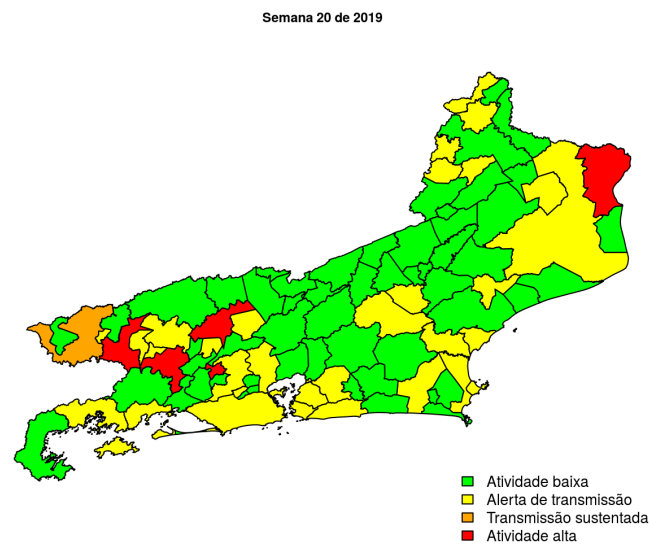 Semana 20 de 2019
Atividade baixa
Alerta de transmissão
Transmissão sustentada
Atividade alta